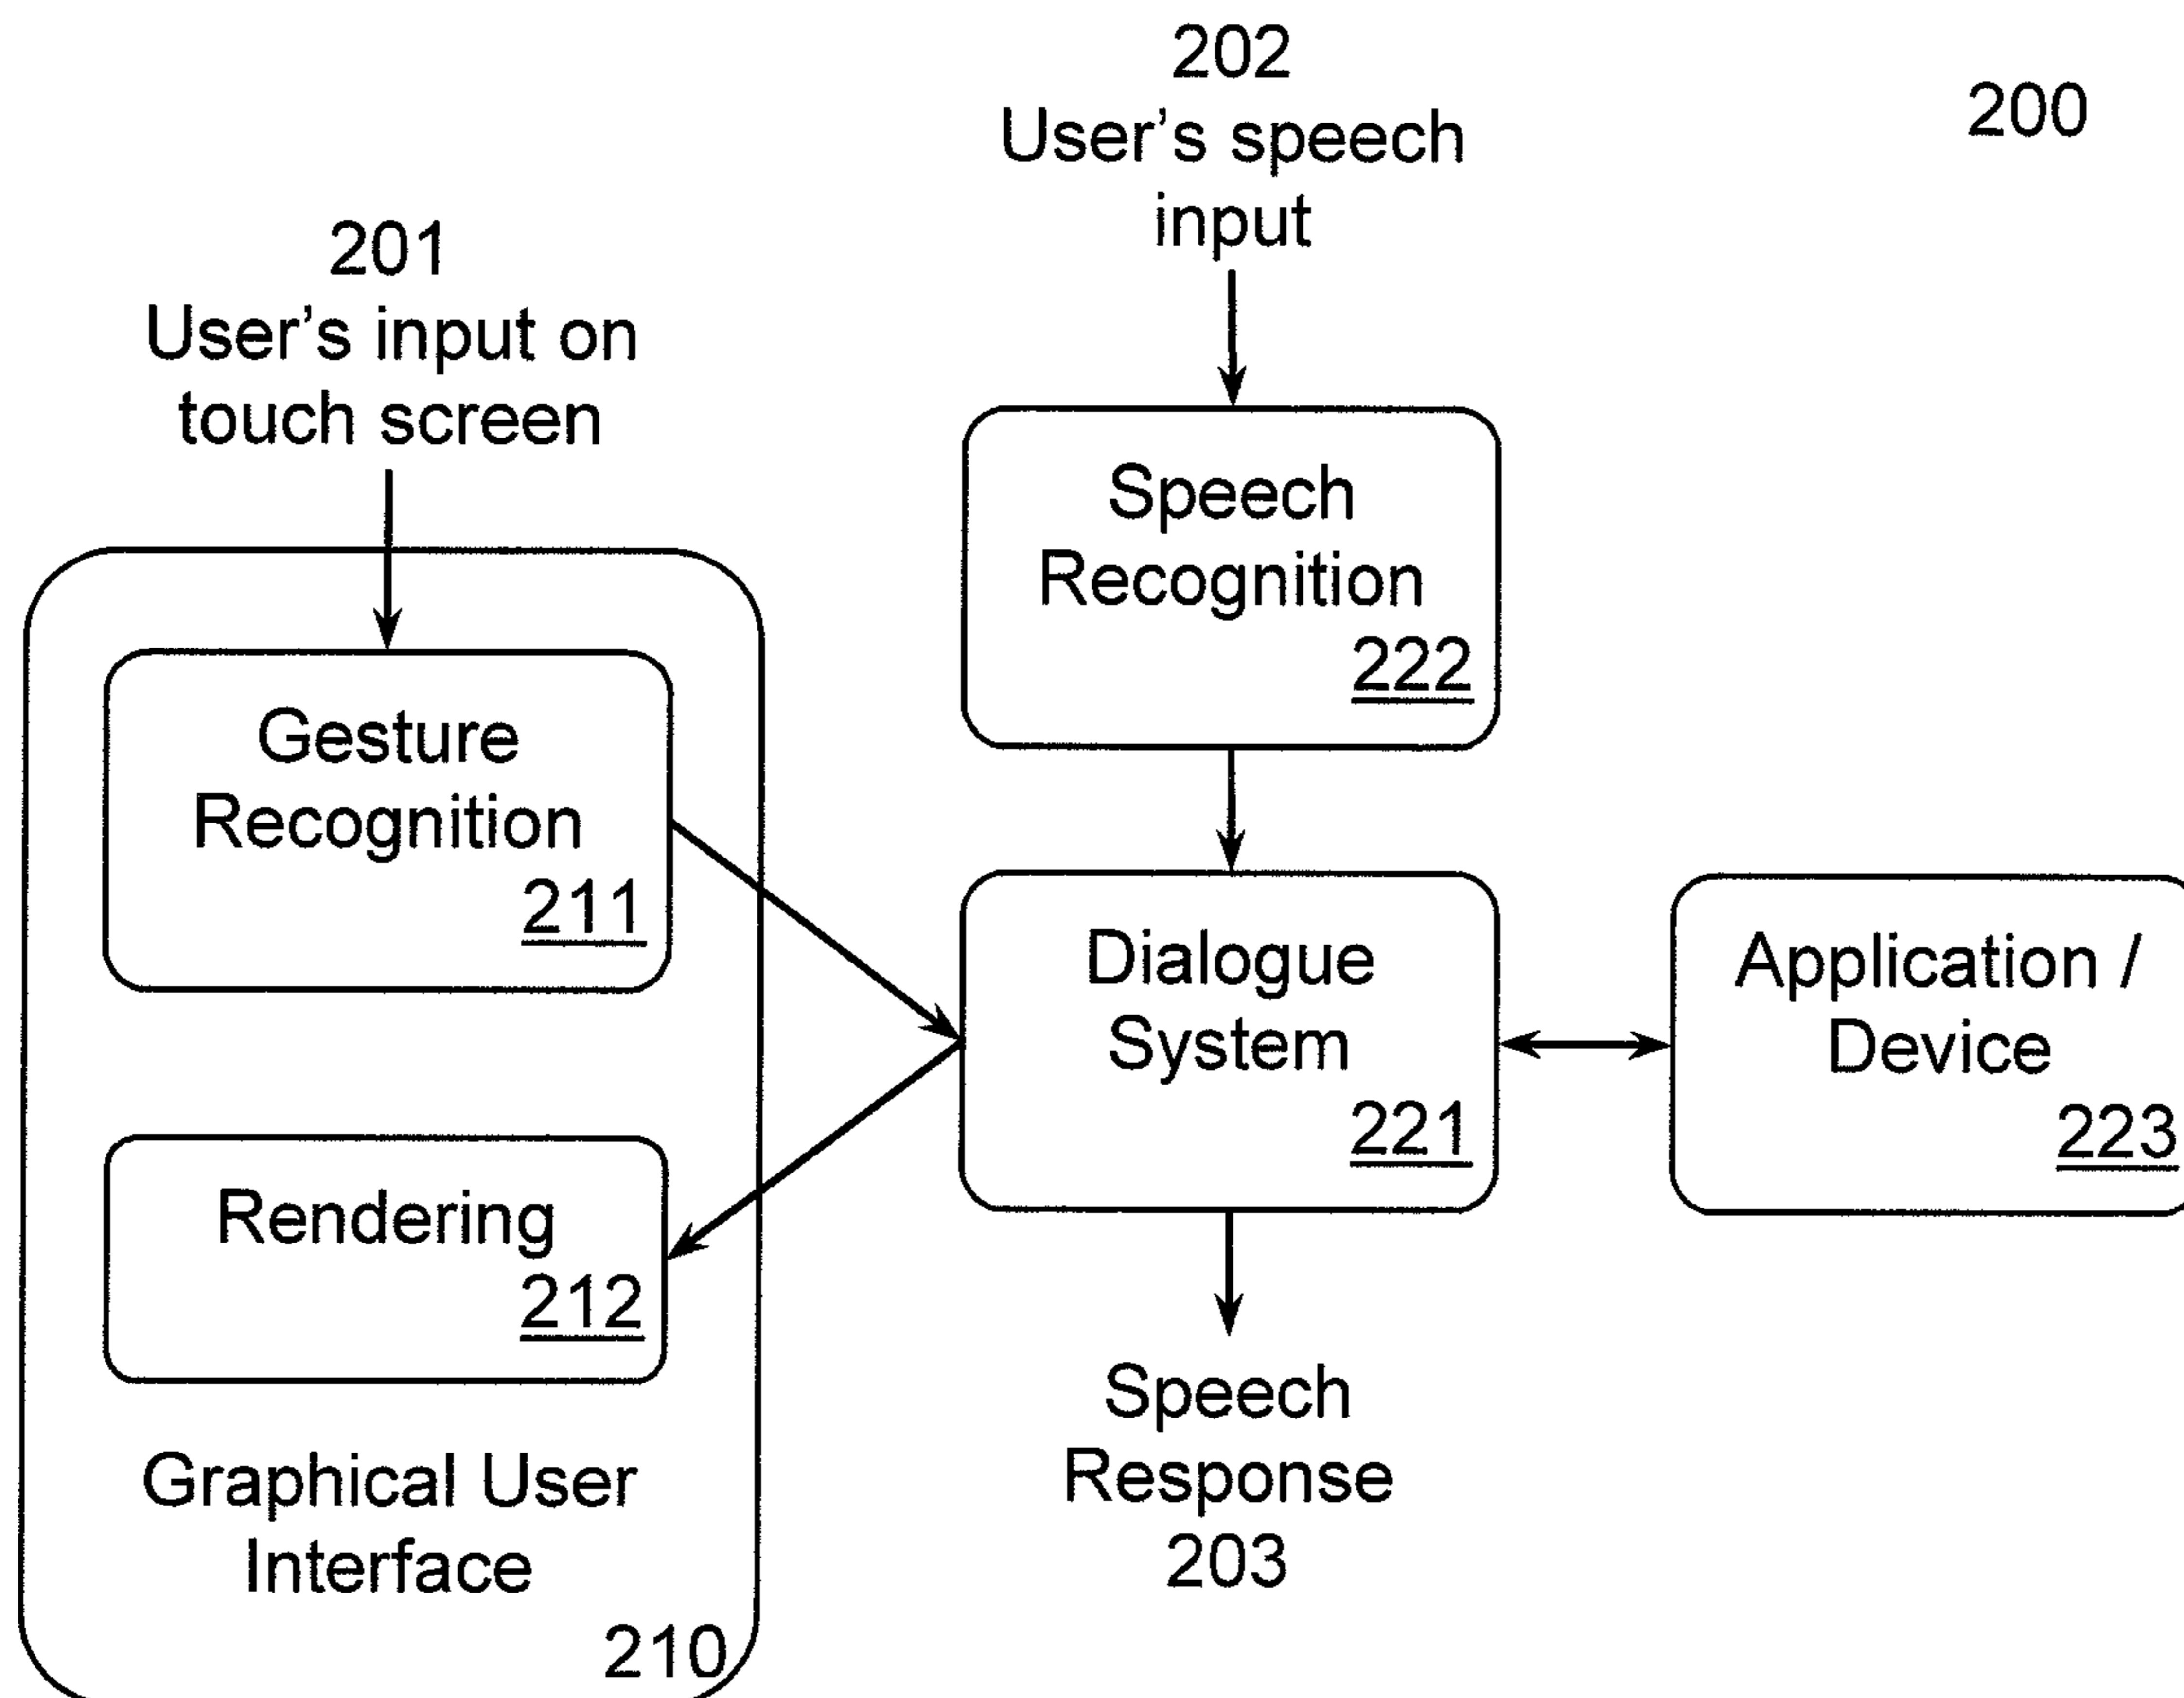 202
User's speech
input
200
201
User's input on
touch screen
Speech
Recognition
222
Gesture
Recognition
211
Dialogue
System
221
Application /
Device
223
Rendering
212
Speech
Response
203
Graphical User
Interface
210